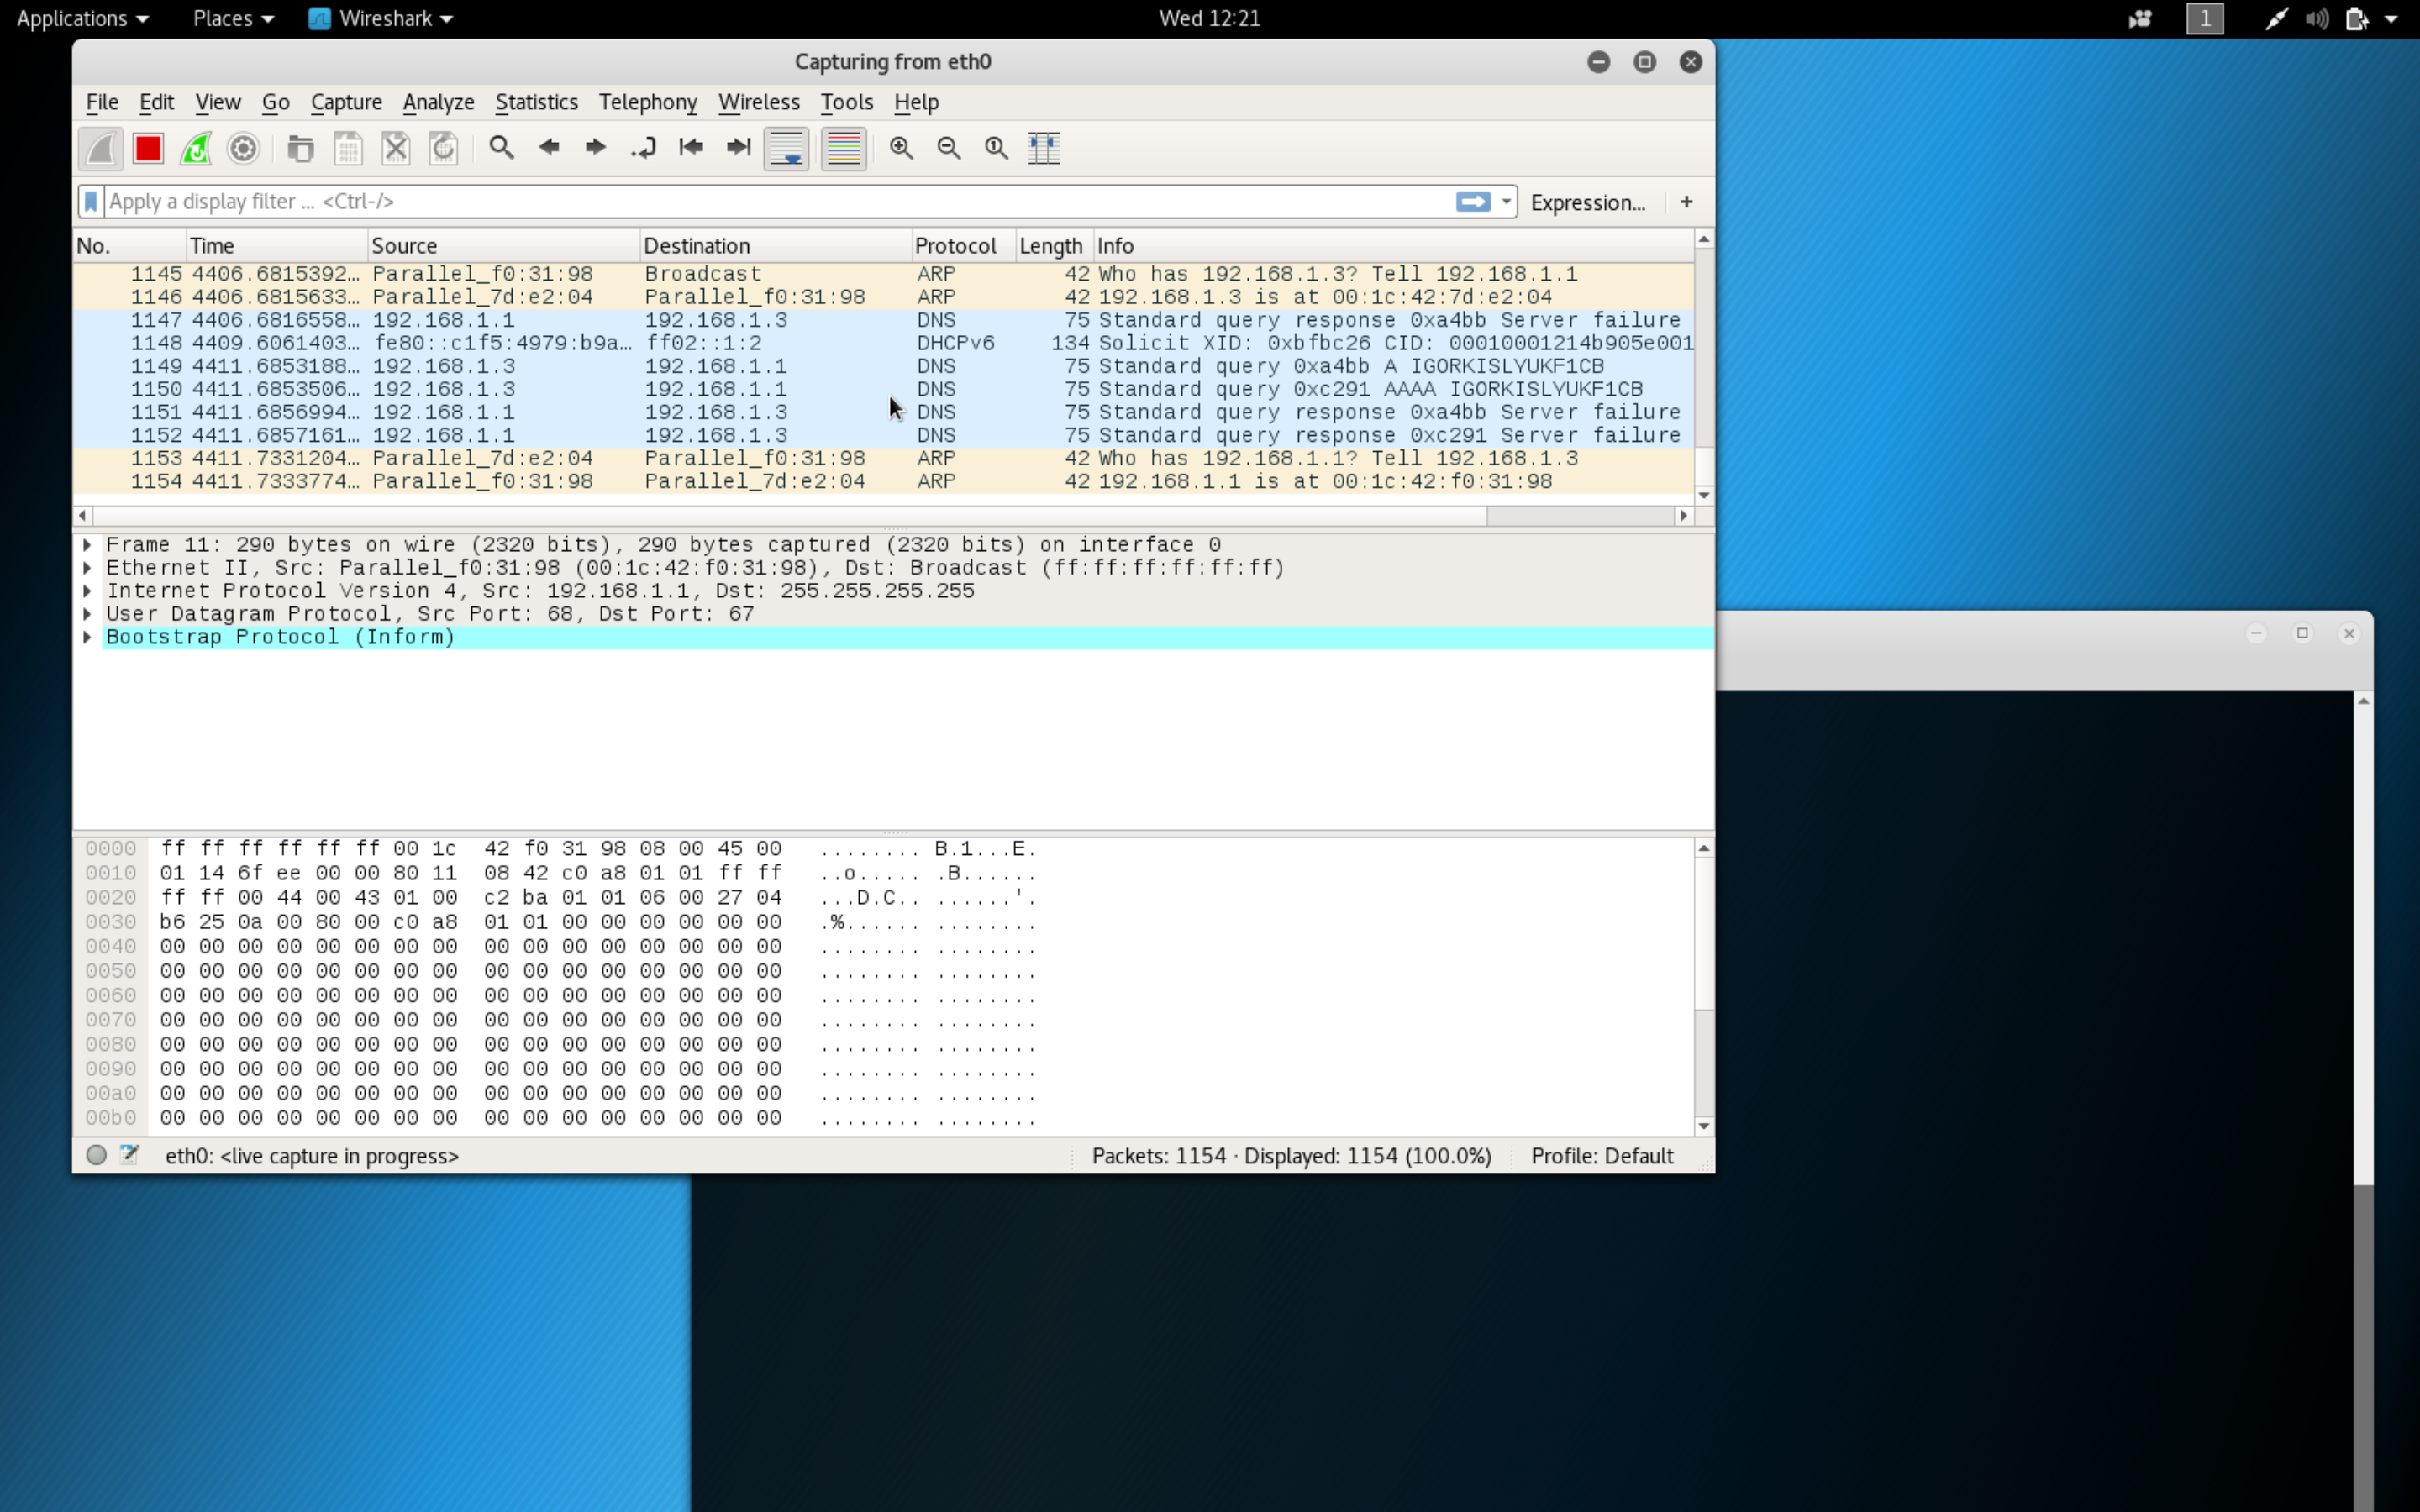 Applications Places Wireshark Wed 12:21 1
Capturing from eth0
File Edit View Go Capture Analyze Statistics Telephony Wireless Tools Help
Apply a display filter ... <Ctrl-/> Expression... +
No. Time Source Destination Protocol Length Info
1145 4406.6815392… Parallel_f0:31:98 Broadcast ARP 42 Who has 192.168.1.3? Tell 192.168.1.1
1146 4406.6815633… Parallel_7d:e2:04 Parallel_f0:31:98 ARP 42 192.168.1.3 is at 00:1c:42:7d:e2:04
1147 4406.6816558… 192.168.1.1 192.168.1.3 DNS 75 Standard query response 0xa4bb Server failure
1148 4409.6061403… fe80::c1f5:4979:b9a… ff02::1:2 DHCPv6 134 Solicit XID: 0xbfbc26 CID: 00010001214b905e001
1149 4411.6853188… 192.168.1.3 192.168.1.1 DNS 75 Standard query 0xa4bb A IGORKISLYUKF1CB
1150 4411.6853506… 192.168.1.3 192.168.1.1 DNS 75 Standard query 0xc291 AAAA IGORKISLYUKF1CB
1151 4411.6856994… 192.168.1.1 192.168.1.3 DNS 75 Standard query response 0xa4bb Server failure
1152 4411.6857161… 192.168.1.1 192.168.1.3 DNS 75 Standard query response 0xc291 Server failure
1153 4411.7331204… Parallel_7d:e2:04 Parallel_f0:31:98 ARP 42 Who has 192.168.1.1? Tell 192.168.1.3
1154 4411.7333774… Parallel_f0:31:98 Parallel_7d:e2:04 ARP 42 192.168.1.1 is at 00:1c:42:f0:31:98
Frame 11: 290 bytes on wire (2320 bits), 290 bytes captured (2320 bits) on interface 0
Ethernet II, Src: Parallel_f0:31:98 (00:1c:42:f0:31:98), Dst: Broadcast (ff:ff:ff:ff:ff:ff)
Internet Protocol Version 4, Src: 192.168.1.1, Dst: 255.255.255.255
User Datagram Protocol, Src Port: 68, Dst Port: 67
Bootstrap Protocol (Inform)
0000 ff ff ff ff ff ff 00 1c 42 f0 31 98 08 00 45 00 ........ B.1...E.
0010 01 14 6f ee 00 00 80 11 08 42 c0 a8 01 01 ff ff ..o..... .B......
0020 ff ff 00 44 00 43 01 00 c2 ba 01 01 06 00 27 04 ...D.C.. ......'.
0030 b6 25 0a 00 80 00 c0 a8 01 01 00 00 00 00 00 00 .%...... ........
0040 00 00 00 00 00 00 00 00 00 00 00 00 00 00 00 00 ........ ........
0050 00 00 00 00 00 00 00 00 00 00 00 00 00 00 00 00 ........ ........
0060 00 00 00 00 00 00 00 00 00 00 00 00 00 00 00 00 ........ ........
0070 00 00 00 00 00 00 00 00 00 00 00 00 00 00 00 00 ........ ........
0080 00 00 00 00 00 00 00 00 00 00 00 00 00 00 00 00 ........ ........
0090 00 00 00 00 00 00 00 00 00 00 00 00 00 00 00 00 ........ ........
00a0 00 00 00 00 00 00 00 00 00 00 00 00 00 00 00 00 ........ ........
00b0 00 00 00 00 00 00 00 00 00 00 00 00 00 00 00 00 ........ ........
eth0: <live capture in progress> Packets: 1154 · Displayed: 1154 (100.0%) Profile: Default